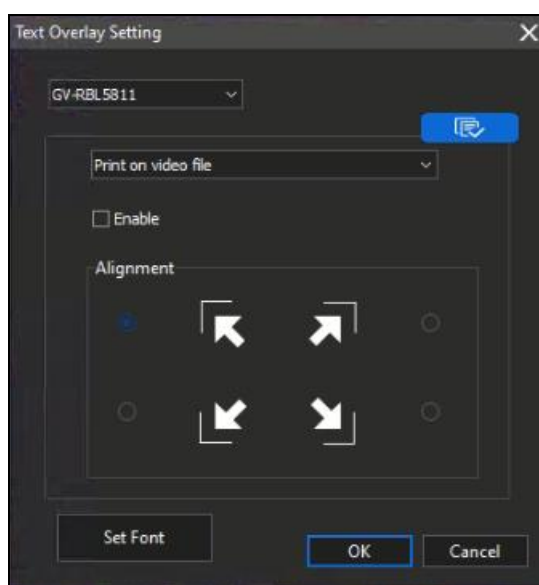 Text Overlay Setting
GV-RBL5811
Print on video file
Enable
Alignment
Set Font
OK
Cancel